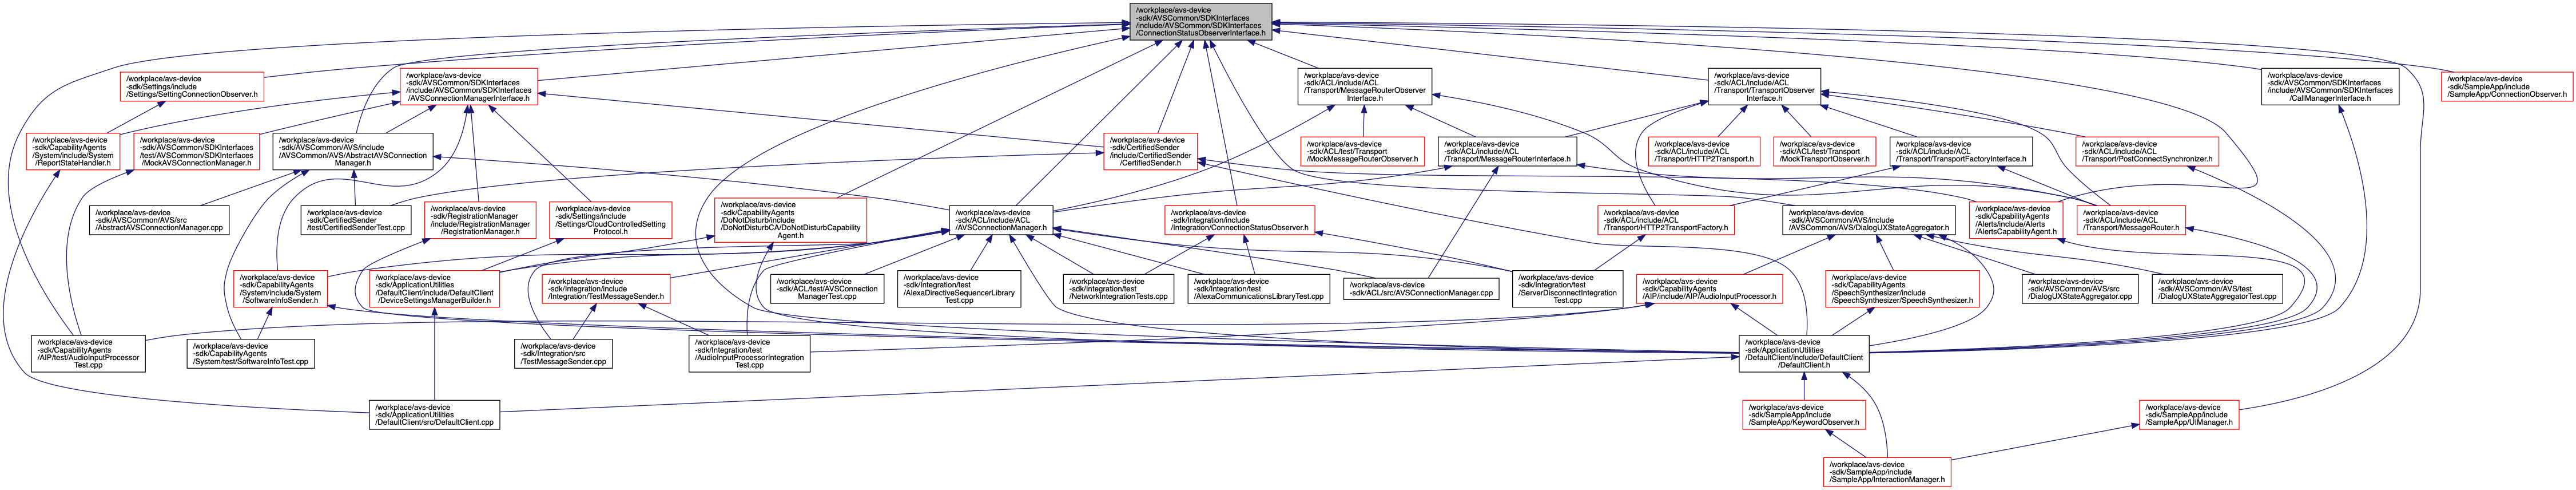 /workplace/avs-device
-sdk/AVSCommon/SDKInterfaces
/include/AVSCommon/SDKInterfaces
/ConnectionStatusObserverInterface.h
/workplace/avs-device
-sdk/Settings/include
/Settings/SettingConnectionObserver.h
/workplace/avs-device
-sdk/AVSCommon/SDKInterfaces
/include/AVSCommon/SDKInterfaces
/AVSConnectionManagerInterface.h
/workplace/avs-device
-sdk/ACL/include/ACL
/Transport/MessageRouterObserver
Interface.h
/workplace/avs-device
-sdk/ACL/include/ACL
/Transport/TransportObserver
Interface.h
/workplace/avs-device
-sdk/AVSCommon/SDKInterfaces
/include/AVSCommon/SDKInterfaces
/CallManagerInterface.h
/workplace/avs-device
-sdk/SampleApp/include
/SampleApp/ConnectionObserver.h
/workplace/avs-device
-sdk/CapabilityAgents
/System/include/System
/ReportStateHandler.h
/workplace/avs-device
-sdk/AVSCommon/SDKInterfaces
/test/AVSCommon/SDKInterfaces
/MockAVSConnectionManager.h
/workplace/avs-device
-sdk/AVSCommon/AVS/include
/AVSCommon/AVS/AbstractAVSConnection
Manager.h
/workplace/avs-device
-sdk/CertifiedSender
/include/CertifiedSender
/CertifiedSender.h
/workplace/avs-device
-sdk/ACL/test/Transport
/MockMessageRouterObserver.h
/workplace/avs-device
-sdk/ACL/include/ACL
/Transport/MessageRouterInterface.h
/workplace/avs-device
-sdk/ACL/include/ACL
/Transport/HTTP2Transport.h
/workplace/avs-device
-sdk/ACL/test/Transport
/MockTransportObserver.h
/workplace/avs-device
-sdk/ACL/include/ACL
/Transport/TransportFactoryInterface.h
/workplace/avs-device
-sdk/ACL/include/ACL
/Transport/PostConnectSynchronizer.h
/workplace/avs-device
-sdk/AVSCommon/AVS/src
/AbstractAVSConnectionManager.cpp
/workplace/avs-device
-sdk/CertifiedSender
/test/CertifiedSenderTest.cpp
/workplace/avs-device
-sdk/RegistrationManager
/include/RegistrationManager
/RegistrationManager.h
/workplace/avs-device
-sdk/Settings/include
/Settings/CloudControlledSetting
Protocol.h
/workplace/avs-device
-sdk/CapabilityAgents
/DoNotDisturb/include
/DoNotDisturbCA/DoNotDisturbCapability
Agent.h
/workplace/avs-device
-sdk/ACL/include/ACL
/AVSConnectionManager.h
/workplace/avs-device
-sdk/Integration/include
/Integration/ConnectionStatusObserver.h
/workplace/avs-device
-sdk/ACL/include/ACL
/Transport/HTTP2TransportFactory.h
/workplace/avs-device
-sdk/AVSCommon/AVS/include
/AVSCommon/AVS/DialogUXStateAggregator.h
/workplace/avs-device
-sdk/CapabilityAgents
/Alerts/include/Alerts
/AlertsCapabilityAgent.h
/workplace/avs-device
-sdk/ACL/include/ACL
/Transport/MessageRouter.h
/workplace/avs-device
-sdk/CapabilityAgents
/System/include/System
/SoftwareInfoSender.h
/workplace/avs-device
-sdk/ApplicationUtilities
/DefaultClient/include/DefaultClient
/DeviceSettingsManagerBuilder.h
/workplace/avs-device
-sdk/Integration/include
/Integration/TestMessageSender.h
/workplace/avs-device
-sdk/ACL/test/AVSConnection
ManagerTest.cpp
/workplace/avs-device
-sdk/Integration/test
/AlexaDirectiveSequencerLibrary
Test.cpp
/workplace/avs-device
-sdk/Integration/test
/NetworkIntegrationTests.cpp
/workplace/avs-device
-sdk/Integration/test
/AlexaCommunicationsLibraryTest.cpp
/workplace/avs-device
-sdk/ACL/src/AVSConnectionManager.cpp
/workplace/avs-device
-sdk/Integration/test
/ServerDisconnectIntegration
Test.cpp
/workplace/avs-device
-sdk/CapabilityAgents
/AIP/include/AIP/AudioInputProcessor.h
/workplace/avs-device
-sdk/CapabilityAgents
/SpeechSynthesizer/include
/SpeechSynthesizer/SpeechSynthesizer.h
/workplace/avs-device
-sdk/AVSCommon/AVS/src
/DialogUXStateAggregator.cpp
/workplace/avs-device
-sdk/AVSCommon/AVS/test
/DialogUXStateAggregatorTest.cpp
/workplace/avs-device
-sdk/CapabilityAgents
/AIP/test/AudioInputProcessor
Test.cpp
/workplace/avs-device
-sdk/CapabilityAgents
/System/test/SoftwareInfoTest.cpp
/workplace/avs-device
-sdk/Integration/src
/TestMessageSender.cpp
/workplace/avs-device
-sdk/Integration/test
/AudioInputProcessorIntegration
Test.cpp
/workplace/avs-device
-sdk/ApplicationUtilities
/DefaultClient/include/DefaultClient
/DefaultClient.h
/workplace/avs-device
-sdk/ApplicationUtilities
/DefaultClient/src/DefaultClient.cpp
/workplace/avs-device
-sdk/SampleApp/include
/SampleApp/KeywordObserver.h
/workplace/avs-device
-sdk/SampleApp/include
/SampleApp/UIManager.h
/workplace/avs-device
-sdk/SampleApp/include
/SampleApp/InteractionManager.h